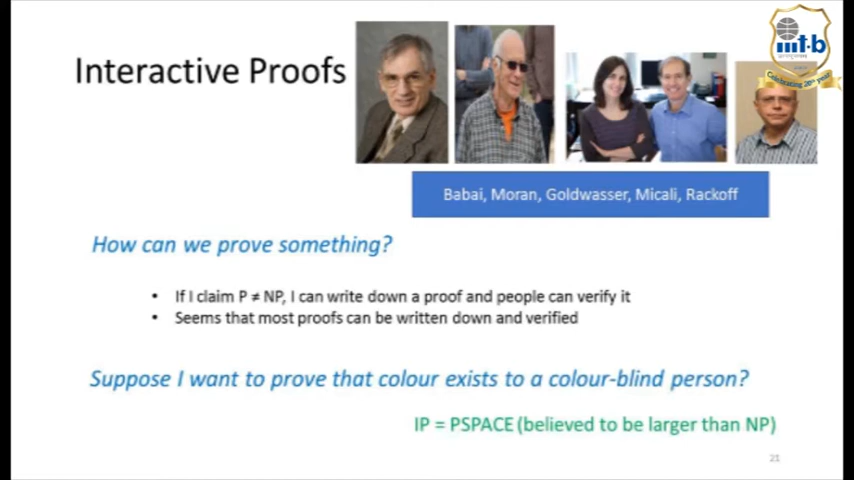 Interactive Proofs
iiit-b
Celebrating 20th year
Babai, Moran, Goldwasser, Micali, Rackoff
How can we prove something?
• If I claim P ≠ NP, I can write down a proof and people can verify it
• Seems that most proofs can be written down and verified
Suppose I want to prove that colour exists to a colour-blind person?
IP = PSPACE (believed to be larger than NP)
21